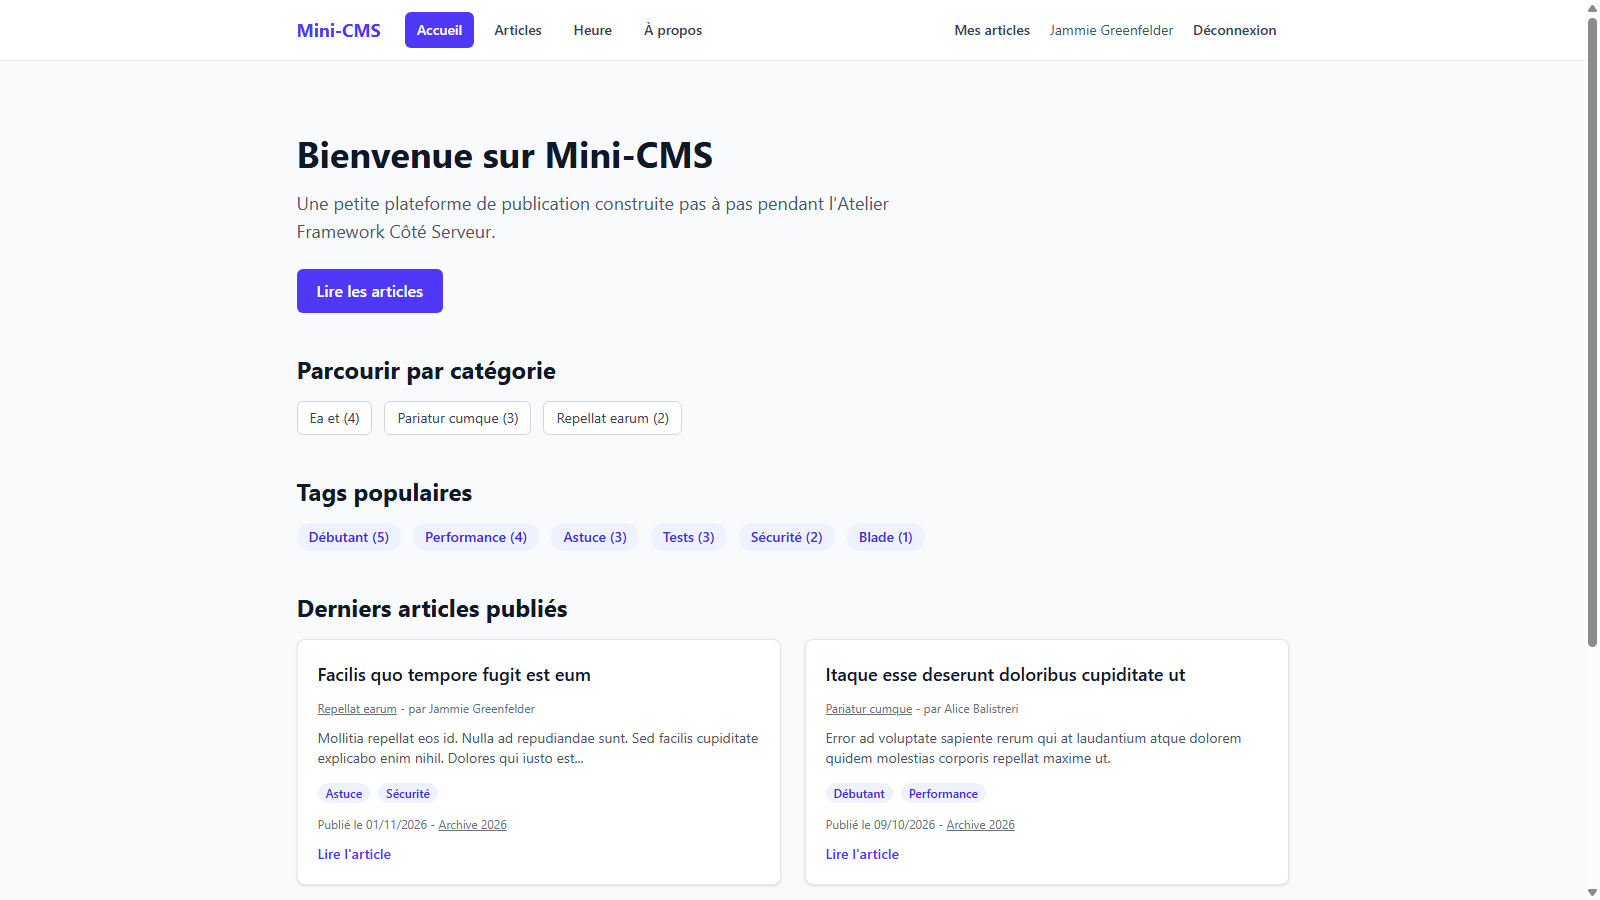 Mini-CMS Accueil Articles Heure À propos Mes articles Jammie Greenfelder Déconnexion
Bienvenue sur Mini-CMS
Une petite plateforme de publication construite pas à pas pendant l'Atelier
Framework Côté Serveur.
Lire les articles
Parcourir par catégorie
Ea et (4) Pariatur cumque (3) Repellat earum (2)
Tags populaires
Débutant (5) Performance (4) Astuce (3) Tests (3) Sécurité (2) Blade (1)
Derniers articles publiés
Facilis quo tempore fugit est eum
Repellat earum - par Jammie Greenfelder
Mollitia repellat eos id. Nulla ad repudiandae sunt. Sed facilis cupiditate
explicabo enim nihil. Dolores qui iusto est...
Astuce Sécurité
Publié le 01/11/2026 - Archive 2026
Lire l'article
Itaque esse deserunt doloribus cupiditate ut
Pariatur cumque - par Alice Balistreri
Error ad voluptate sapiente rerum qui at laudantium atque dolorem
quidem molestias corporis repellat maxime ut.
Débutant Performance
Publié le 09/10/2026 - Archive 2026
Lire l'article